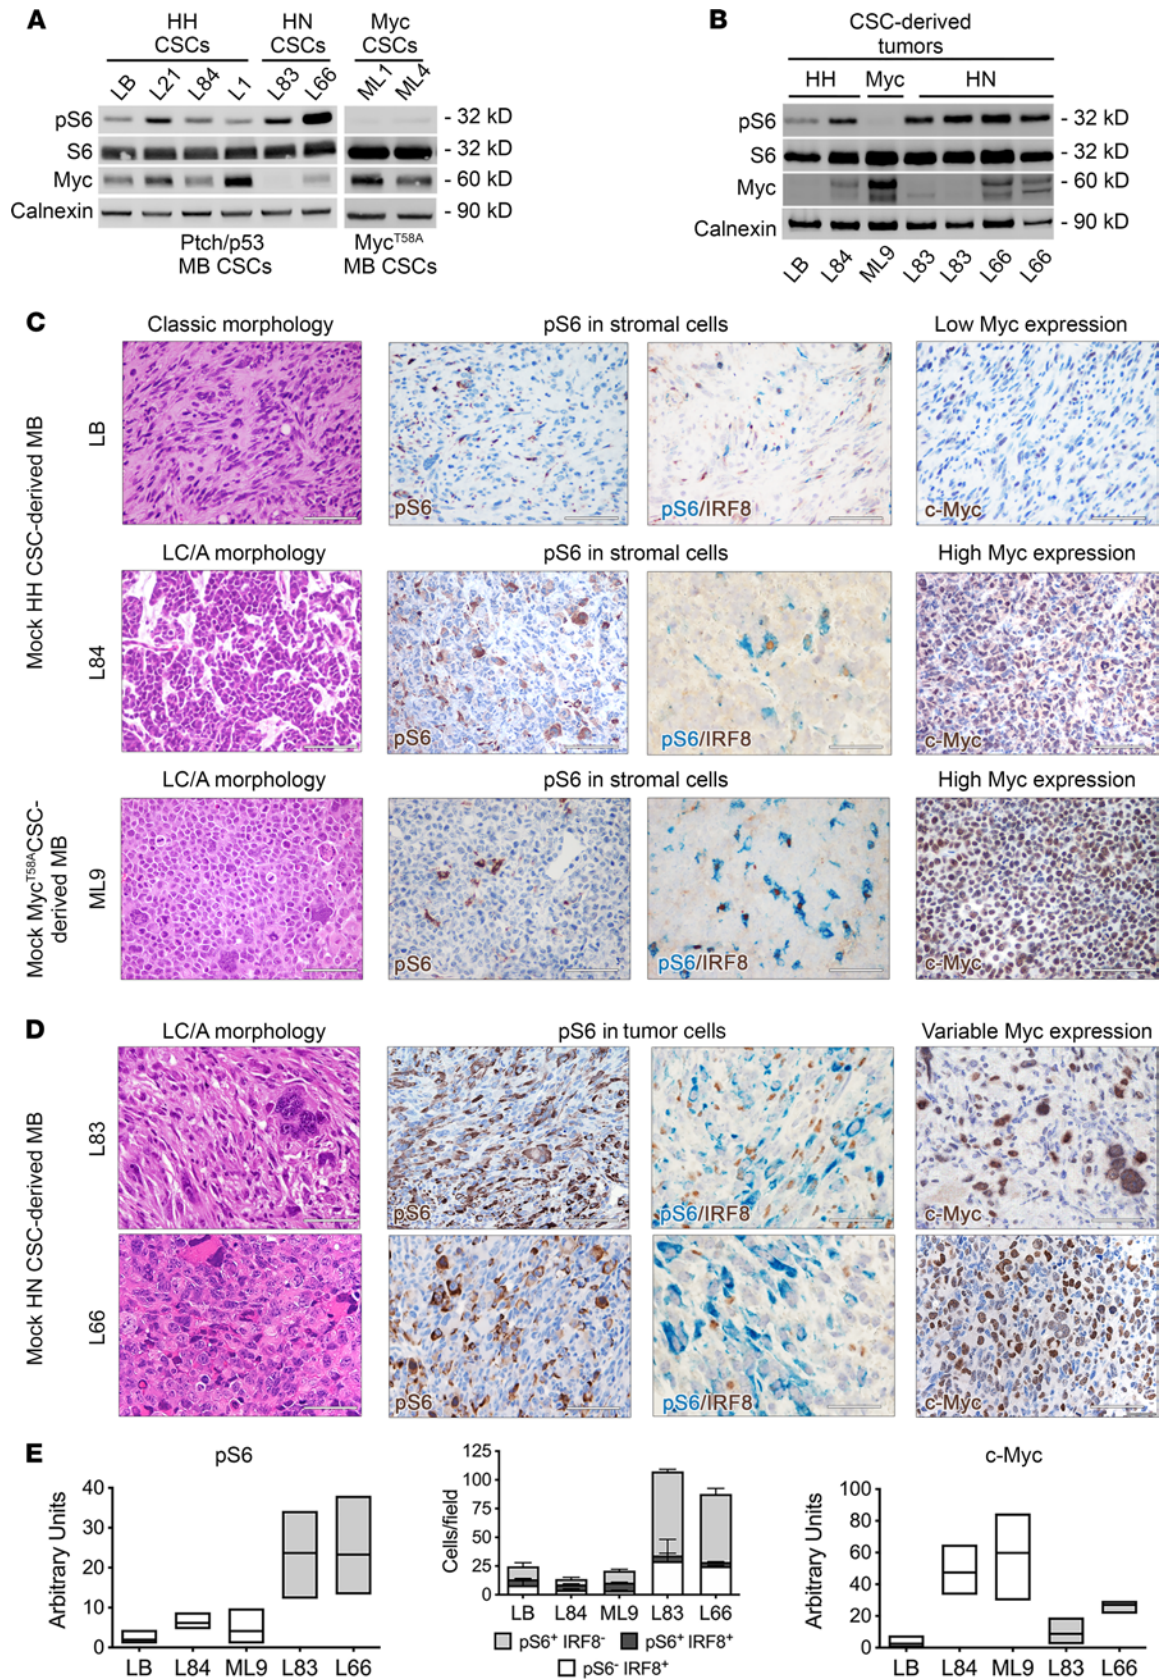 A
HH CSCs
HN CSCs
Myc CSCs
LB L21 L84 L1 L83 L66 ML1 ML4
pS6 - 32 kD
S6 - 32 kD
Myc - 60 kD
Calnexin - 90 kD
Ptch/p53 MB CSCs
Myc^T58A MB CSCs
B
CSC-derived tumors
HH Myc HN
pS6 - 32 kD
S6 - 32 kD
Myc - 60 kD
Calnexin - 90 kD
LB L84 ML9 L83 L83 L66 L66
C
Classic morphology
pS6 in stromal cells
Low Myc expression
Mock HH CSC-derived MB
LB
pS6
pS6/IRF8
c-Myc
LC/A morphology
pS6 in stromal cells
High Myc expression
L84
pS6
pS6/IRF8
c-Myc
LC/A morphology
pS6 in stromal cells
High Myc expression
Mock Myc^T58A CSC-derived MB
ML9
pS6
pS6/IRF8
c-Myc
D
LC/A morphology
pS6 in tumor cells
Variable Myc expression
Mock HN CSC-derived MB
L83
pS6
pS6/IRF8
c-Myc
L66
pS6
pS6/IRF8
c-Myc
E
pS6
Arbitrary Units
40
30
20
10
0
LB L84 ML9 L83 L66
Cells/field
125
100
75
50
25
0
LB L84 ML9 L83 L66
pS6+ IRF8- pS6+ IRF8+
pS6- IRF8+
c-Myc
Arbitrary Units
100
80
60
40
20
0
LB L84 ML9 L83 L66